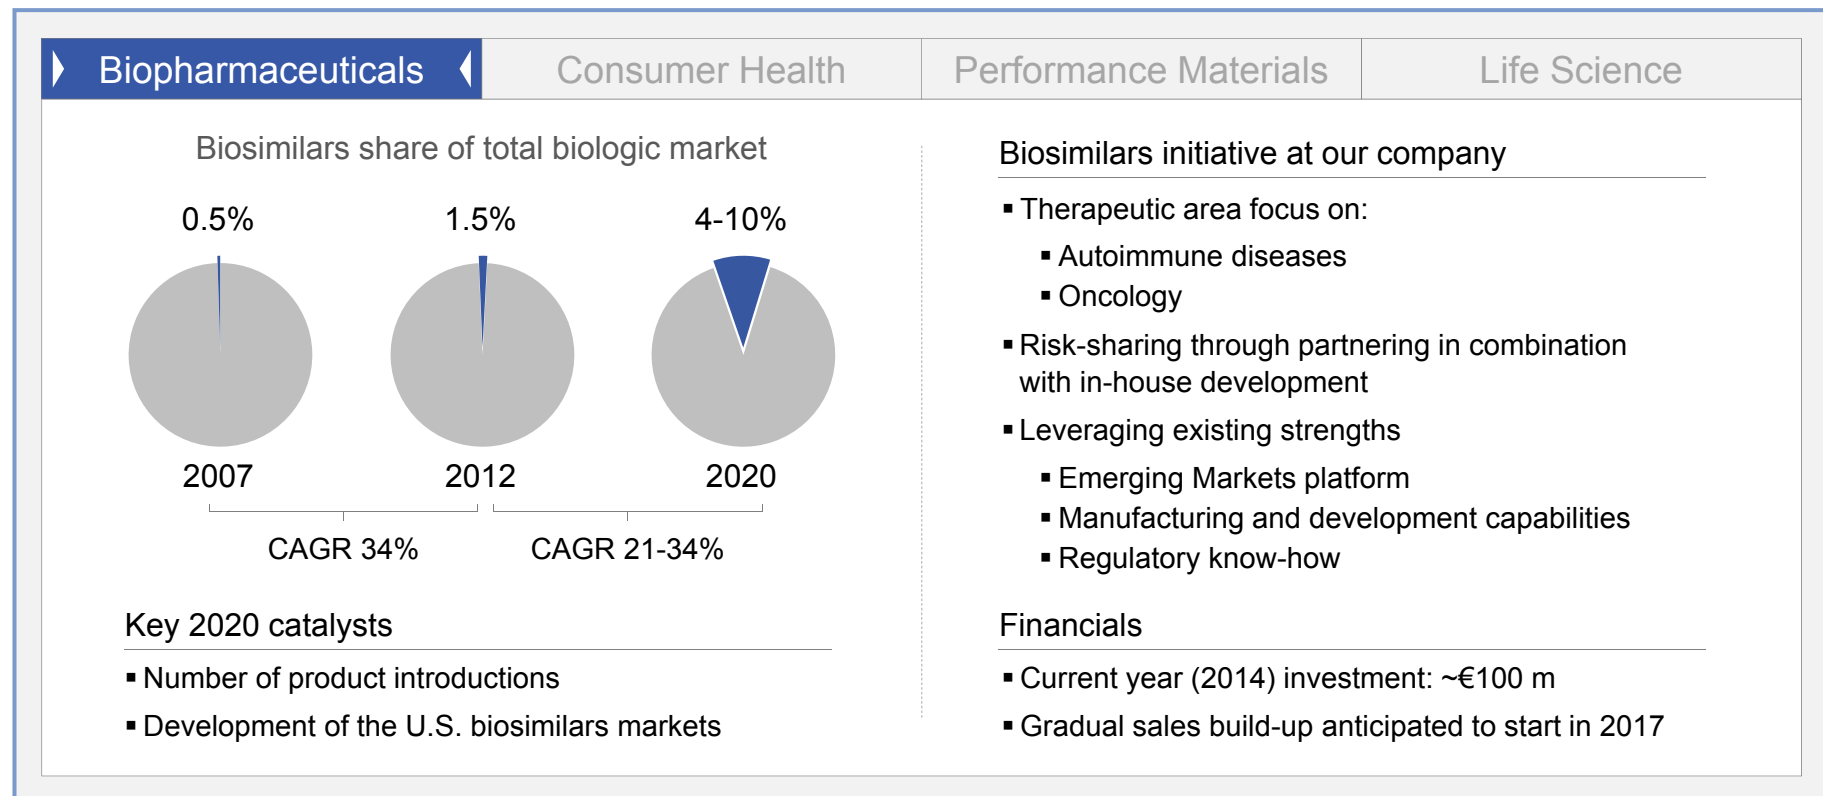 Biopharmaceuticals
Consumer Health
Performance Materials
Life Science
Biosimilars share of total biologic market
0.5%
1.5%
4-10%
2007
2012
2020
CAGR 34%
CAGR 21-34%
Key 2020 catalysts
▪ Number of product introductions
▪ Development of the U.S. biosimilars markets
Biosimilars initiative at our company
▪ Therapeutic area focus on:
▪ Autoimmune diseases
▪ Oncology
▪ Risk-sharing through partnering in combination
with in-house development
▪ Leveraging existing strengths
▪ Emerging Markets platform
▪ Manufacturing and development capabilities
▪ Regulatory know-how
Financials
▪ Current year (2014) investment: ~€100 m
▪ Gradual sales build-up anticipated to start in 2017